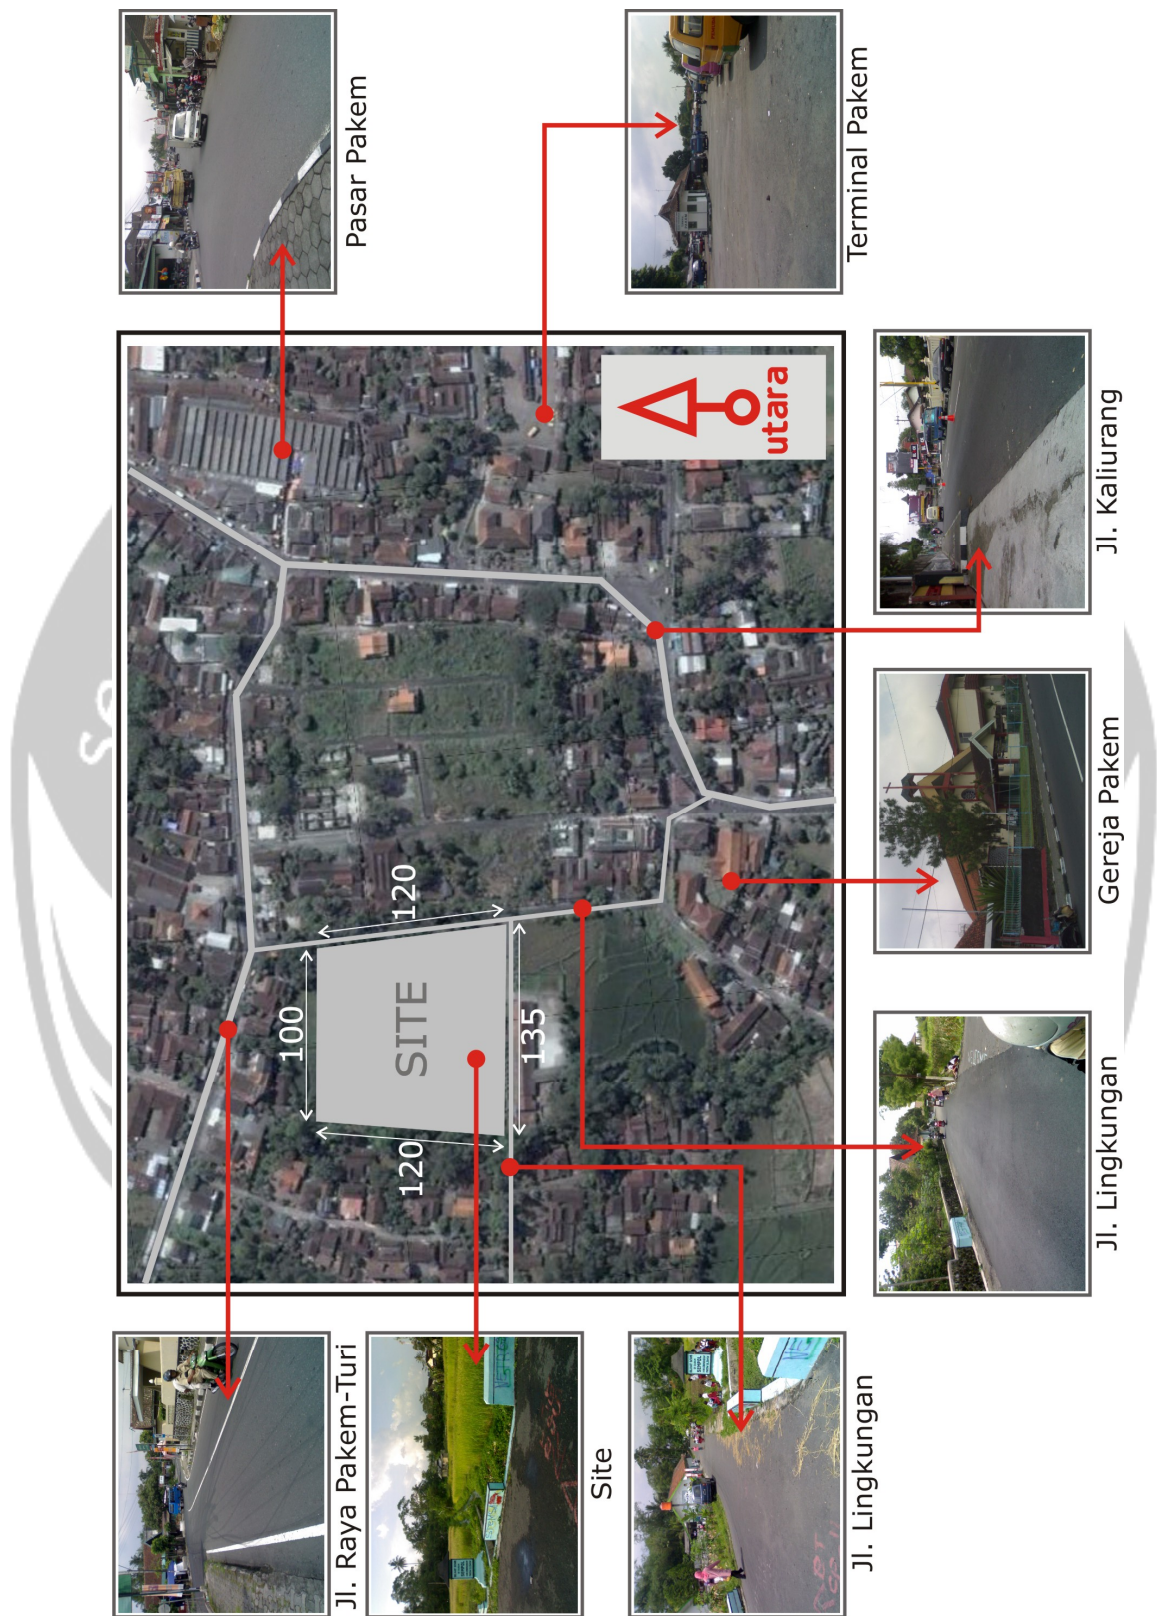 Jl. Raya Pakem-Turi
Site
Jl. Lingkungan
Jl. Lingkungan
Gereja Pakem
Jl. Kaliurang
Terminal Pakem
Pasar Pakem
SITE
100
120
135
120
utara